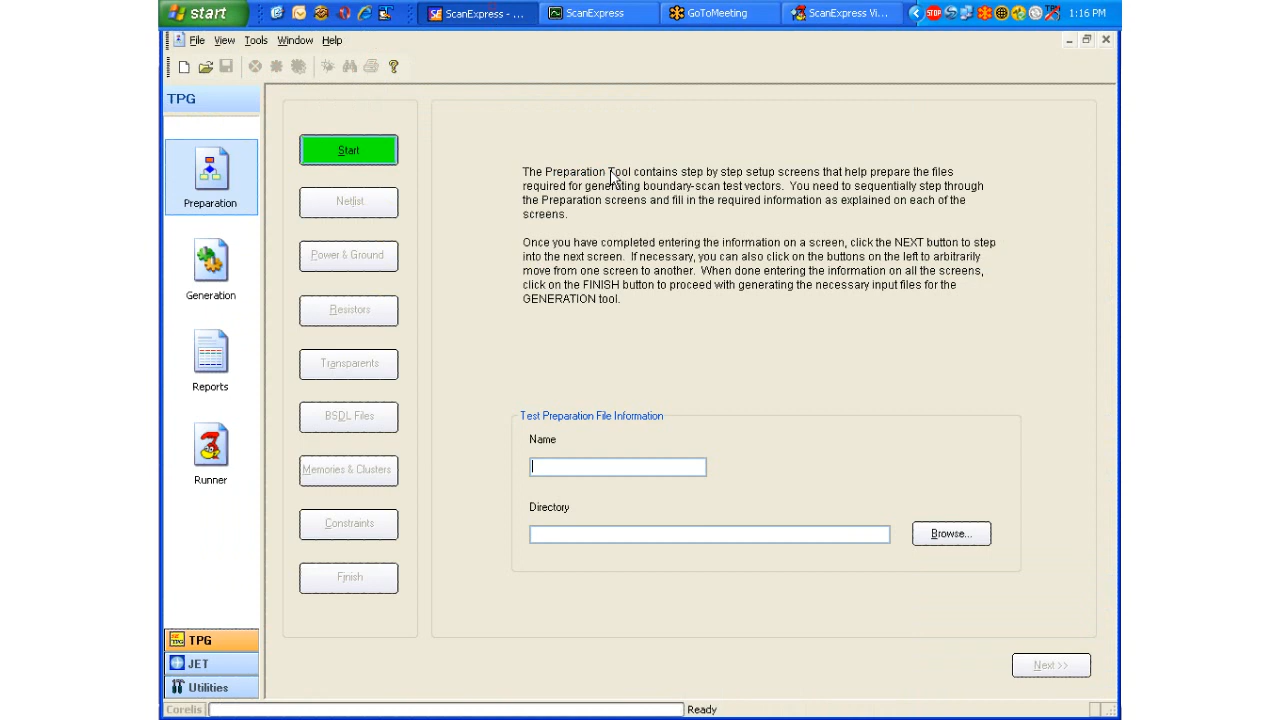 start
ScanExpress - ...
ScanExpress
GoToMeeting
ScanExpress Vi...
STOP
1:16 PM
File View Tools Window Help
TPG
Preparation
Generation
Reports
Runner
Start
Netlist
Power & Ground
Resistors
Transparents
BSDL Files
Memories & Clusters
Constraints
Finish
The Preparation Tool contains step by step setup screens that help prepare the files
required for generating boundary-scan test vectors. You need to sequentially step through
the Preparation screens and fill in the required information as explained on each of the
screens.
Once you have completed entering the information on a screen, click the NEXT button to step
into the next screen. If necessary, you can also click on the buttons on the left to arbitrarily
move from one screen to another. When done entering the information on all the screens,
click on the FINISH button to proceed with generating the necessary input files for the
GENERATION tool.
Test Preparation File Information
Name
Directory
Browse...
Next >>
TPG
JET
Utilities
Corelis
Ready